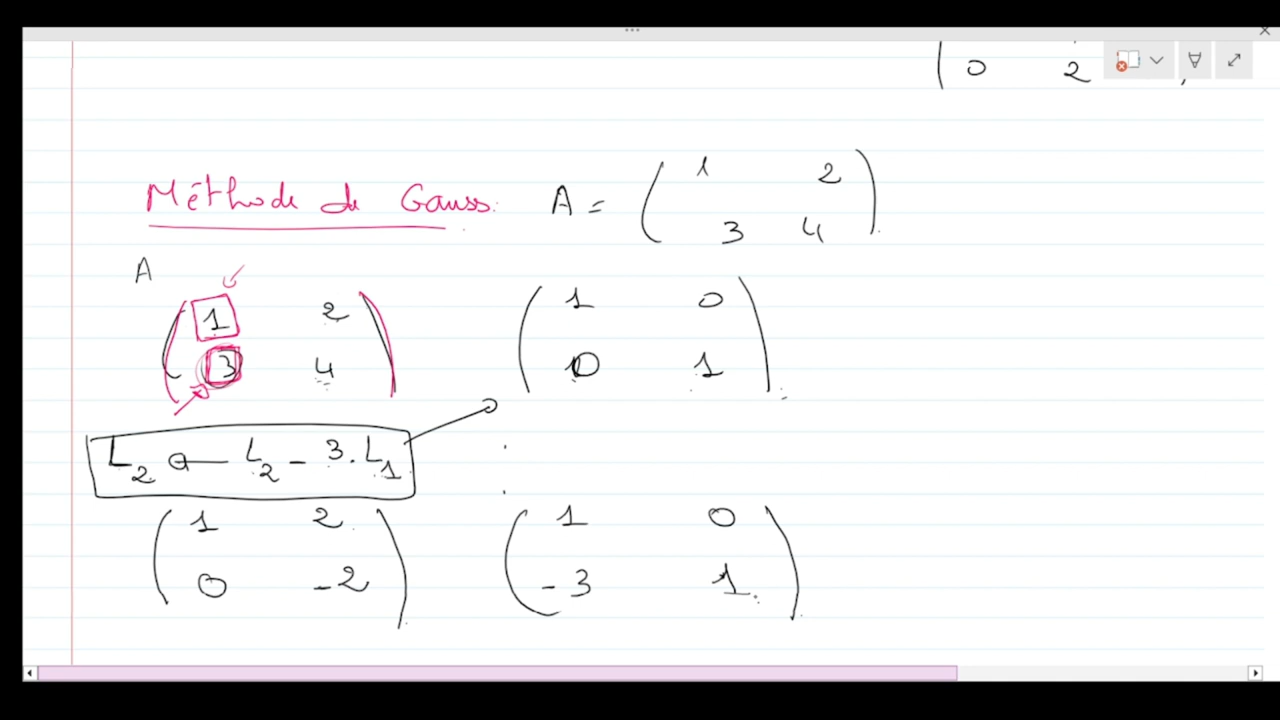 0 2
Méthode de Gauss. A = ( 1 2
3 4 ).
A
( 1 2 ) ( 1 0 )
( 3 4 ) ( 0 1 )
L₂ ← L₂ - 3.L₁
( 1 2 ) ( 1 0 )
( 0 -2 ) ( -3 1 )